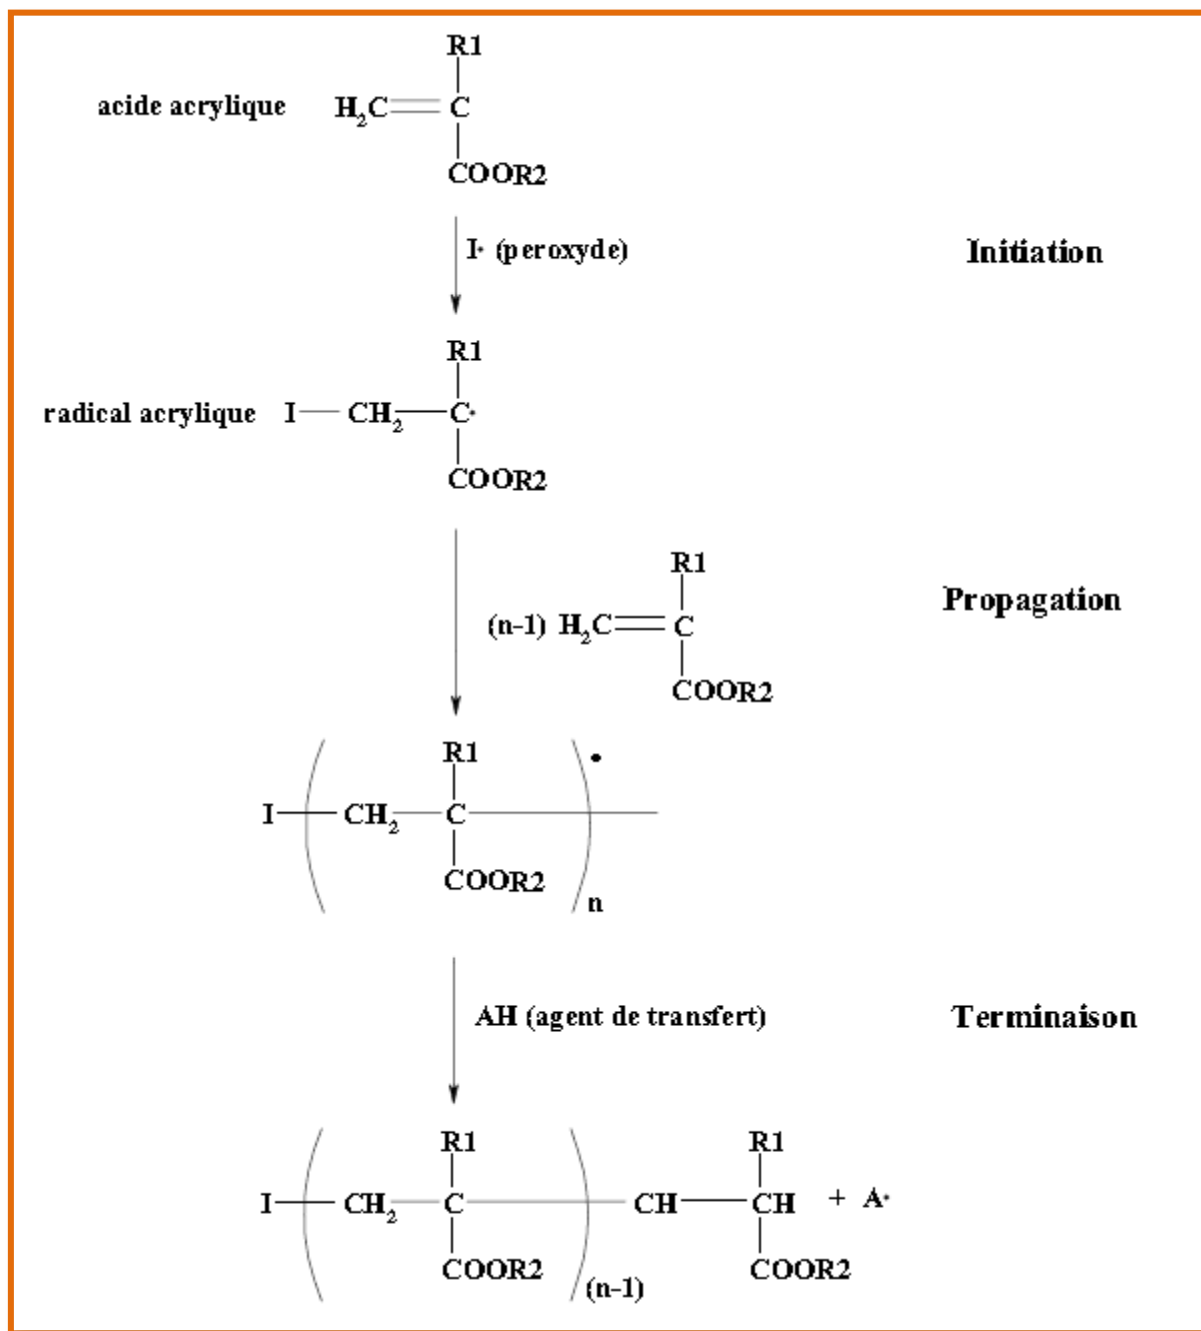 R1
acide acrylique H₂C C
COOR2
I· (peroxyde) Initiation
R1
radical acrylique I CH₂ C·
COOR2
R1
Propagation
(n-1) H₂C C
COOR2
R1 •
I CH₂ C
COOR2 n
AH (agent de transfert) Terminaison
R1 R1
I CH₂ C CH CH + A·
COOR2 (n-1) COOR2